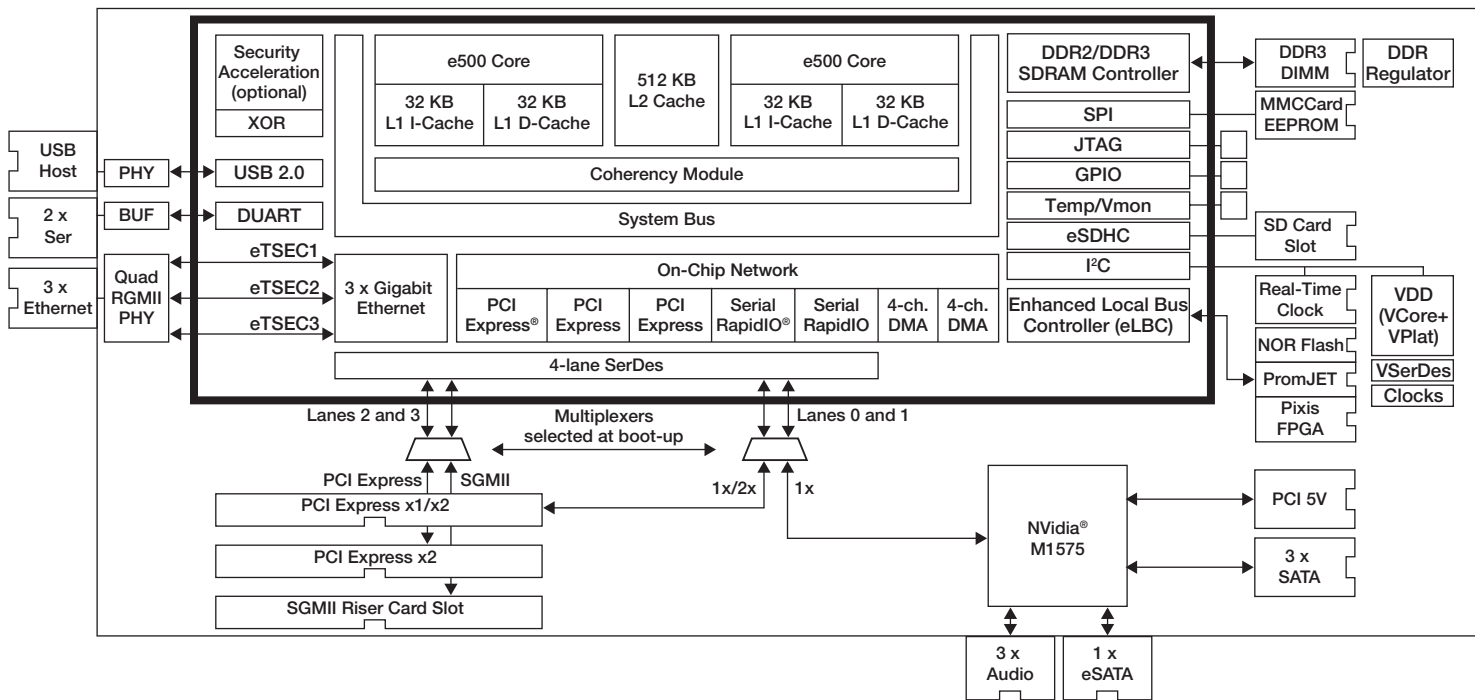 Security
Acceleration
(optional)
XOR
e500 Core
32 KB
L1 I-Cache
32 KB
L1 D-Cache
512 KB
L2 Cache
e500 Core
32 KB
L1 I-Cache
32 KB
L1 D-Cache
Coherency Module
System Bus
DDR2/DDR3
SDRAM Controller
SPI
JTAG
GPIO
Temp/Vmon
eSDHC
I²C
Enhanced Local Bus
Controller (eLBC)
DDR3
DIMM
DDR
Regulator
MMCCard
EEPROM
SD Card
Slot
Real-Time
Clock
NOR Flash
PromJET
Pixis
FPGA
VDD
(VCore+
VPlat)
VSerDes
Clocks
USB
Host
PHY
USB 2.0
2 x
Ser
BUF
DUART
3 x
Ethernet
Quad
RGMII
PHY
eTSEC1
eTSEC2
eTSEC3
3 x Gigabit
Ethernet
On-Chip Network
PCI
Express®
PCI
Express
PCI
Express
Serial
RapidIO®
Serial
RapidIO
4-ch.
DMA
4-ch.
DMA
4-lane SerDes
Lanes 2 and 3
Multiplexers
selected at boot-up
Lanes 0 and 1
PCI Express
SGMII
1x/2x
1x
PCI Express x1/x2
PCI Express x2
SGMII Riser Card Slot
NVidia®
M1575
PCI 5V
3 x
SATA
3 x
Audio
1 x
eSATA